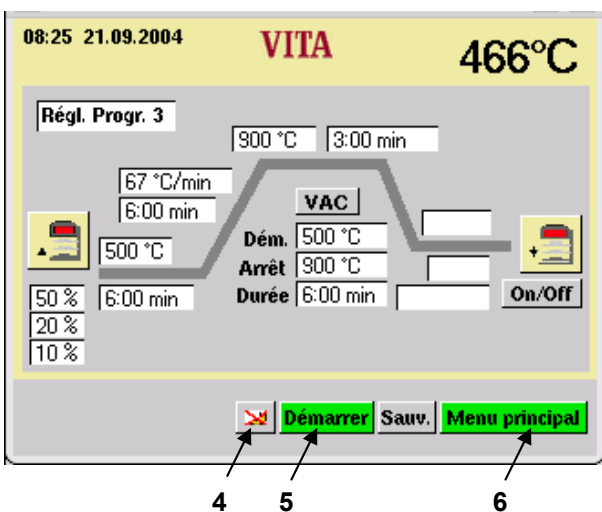 08:25 21.09.2004
VITA
466°C
Régl. Progr. 3
900 °C
3:00 min
67 °C/min
6:00 min
VAC
500 °C
Dém. 500 °C
Arrêt 900 °C
50 %
6:00 min
Durée 6:00 min
On/Off
20 %
10 %
Démarrer
Sauv.
Menu principal
4
5
6